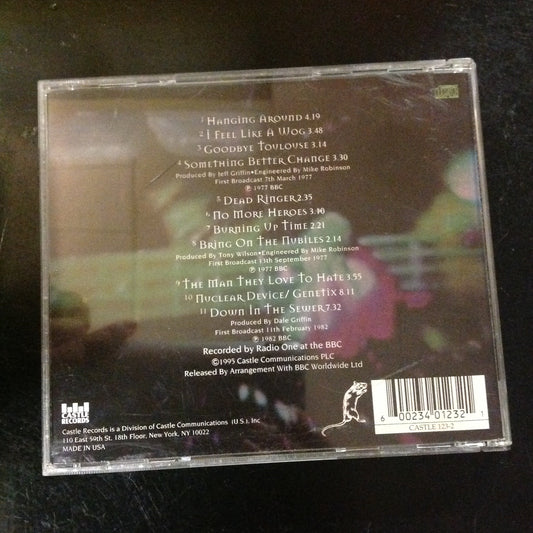 1 Hanging Around 4.19
2 I Feel Like A Wog 3.48
3 Goodbye Toulouse 3.14
4 Something Better Change 3.30
Produced By Jeff Griffin•Engineered By Mike Robinson
First Broadcast 7th March 1977
℗ 1977 BBC
5 Dead Ringer 2.35
6 No More Heroes 3.10
7 Burning Up Time 2.21
8 Bring On The Nubiles 2.14
Produced By Tony Wilson•Engineered By Mike Robinson
First Broadcast 13th September 1977
℗ 1977 BBC
9 The Man They Love To Hate 3.55
10 Nuclear Device/ Genetix 8.11
11 Down In The Sewer 7.32
Produced By Dale Griffin
First Broadcast 11th February 1982
℗ 1982 BBC
Recorded by Radio One at the BBC
©1995 Castle Communications PLC
Released By Arrangement With BBC Worldwide Ltd
CASTLE
RECORDS
Castle Records is a Division of Castle Communications (U.S.), Inc
110 East 59th St. 18th Floor. New York, NY 10022
MADE IN USA
6 00234 01232 1
CASTLE 123-2